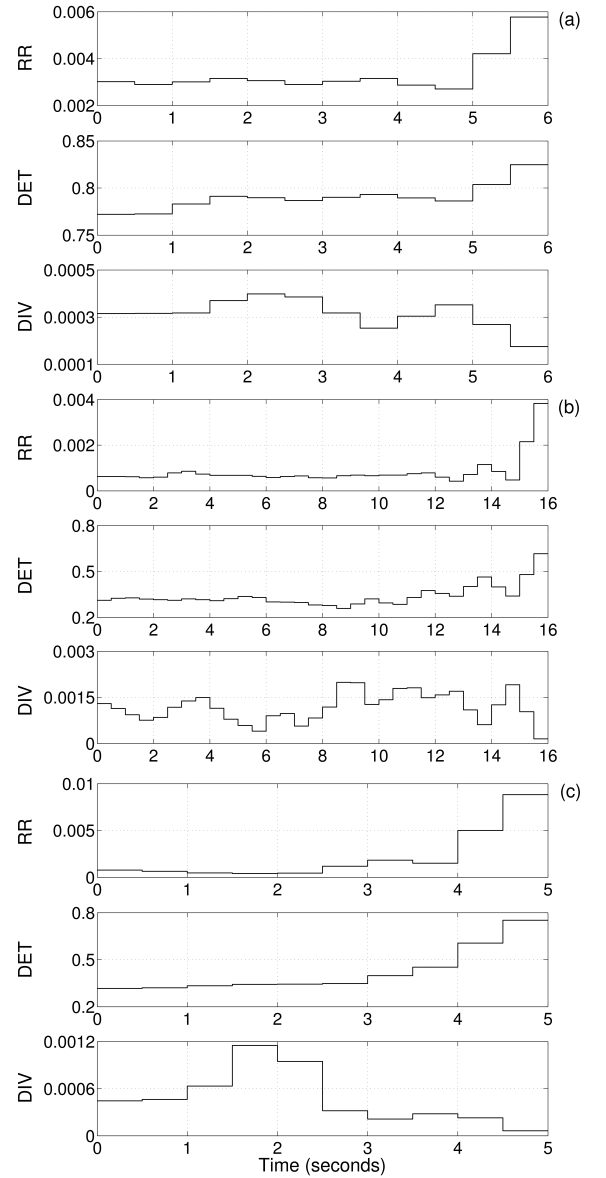 0.006 (a)
RR
0.004
0.002
0 1 2 3 4 5 6
0.85
DET
0.8
0.75
0 1 2 3 4 5 6
0.0005
DIV
0.0003
0.0001
0 1 2 3 4 5 6
0.004 (b)
RR
0.002
0
0 2 4 6 8 10 12 14 16
0.8
DET
0.5
0.2
0 2 4 6 8 10 12 14 16
0.003
DIV
0.0015
0
0 2 4 6 8 10 12 14 16
0.01 (c)
RR
0.005
0
0 1 2 3 4 5
0.8
DET
0.5
0.2
0 1 2 3 4 5
0.0012
DIV
0.0006
0
0 1 2 3 4 5
Time (seconds)